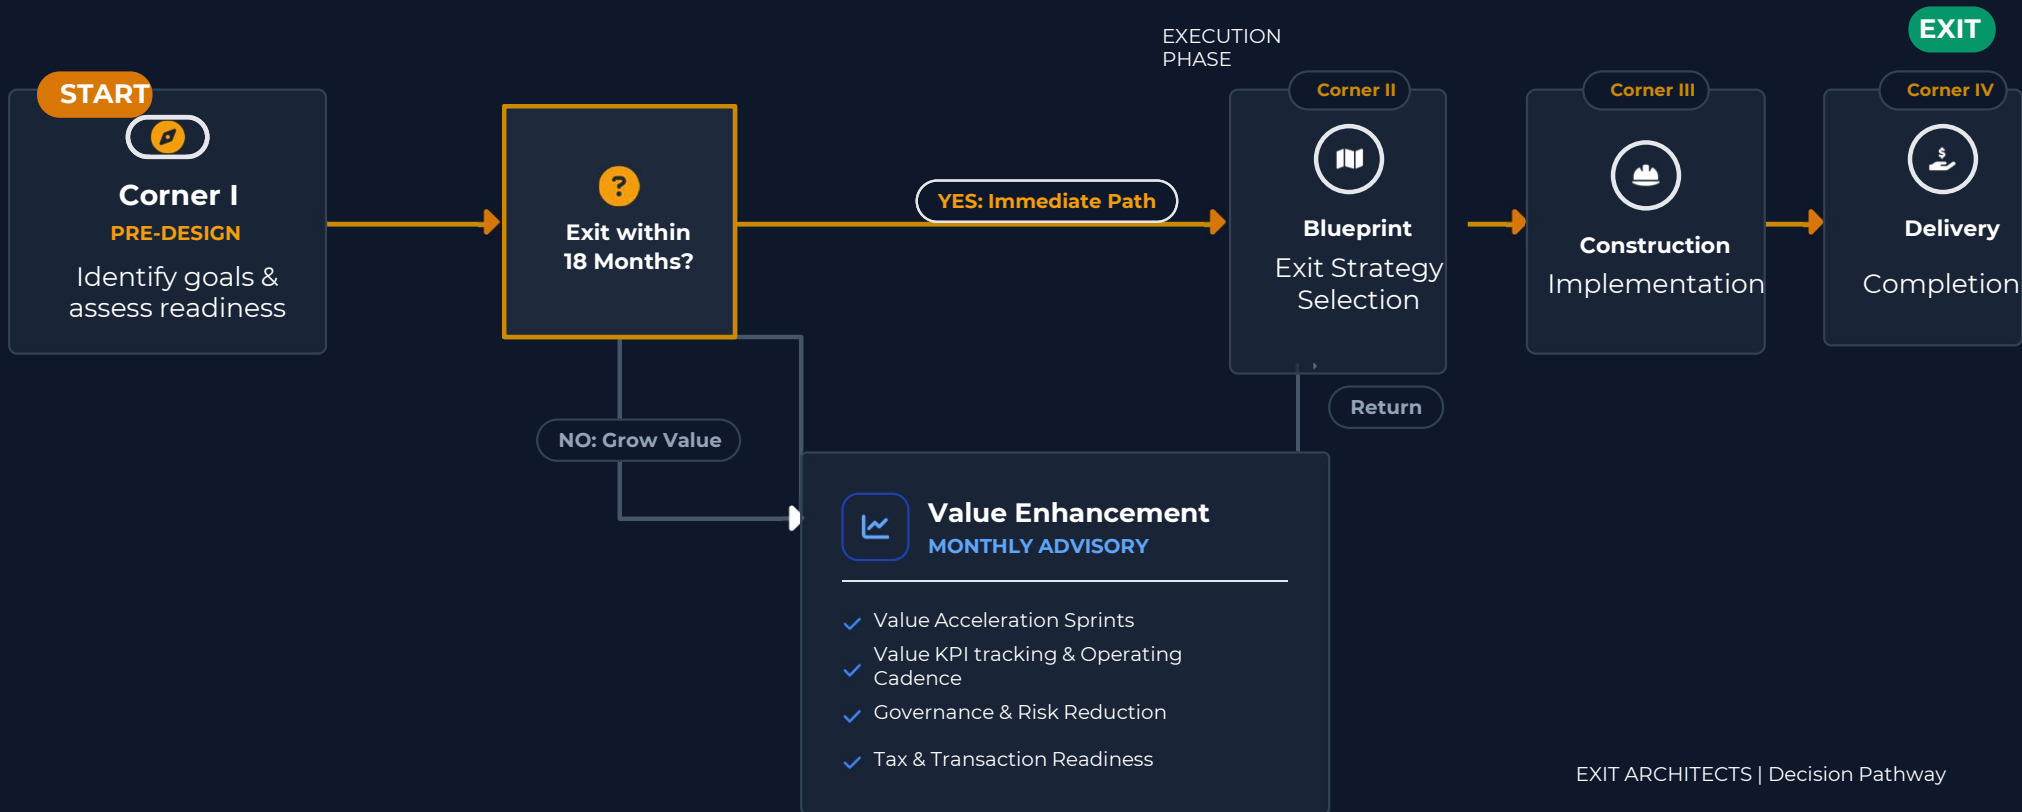 START
Corner I
PRE-DESIGN
Identify goals &
assess readiness
?
Exit within
18 Months?
YES: Immediate Path
NO: Grow Value
EXECUTION
PHASE
Corner II
Blueprint
Exit Strategy
Selection
Return
Corner III
Construction
Implementation
EXIT
Corner IV
$
Delivery
Completion
Value Enhancement
MONTHLY ADVISORY
Value Acceleration Sprints
Value KPI tracking & Operating
Cadence
Governance & Risk Reduction
Tax & Transaction Readiness
EXIT ARCHITECTS | Decision Pathway